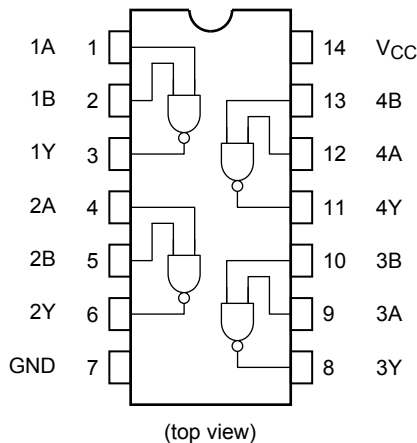 1A 1 14 VCC
1B 2 13 4B
1Y 3 12 4A
2A 4 11 4Y
2B 5 10 3B
2Y 6 9 3A
GND 7 8 3Y
(top view)